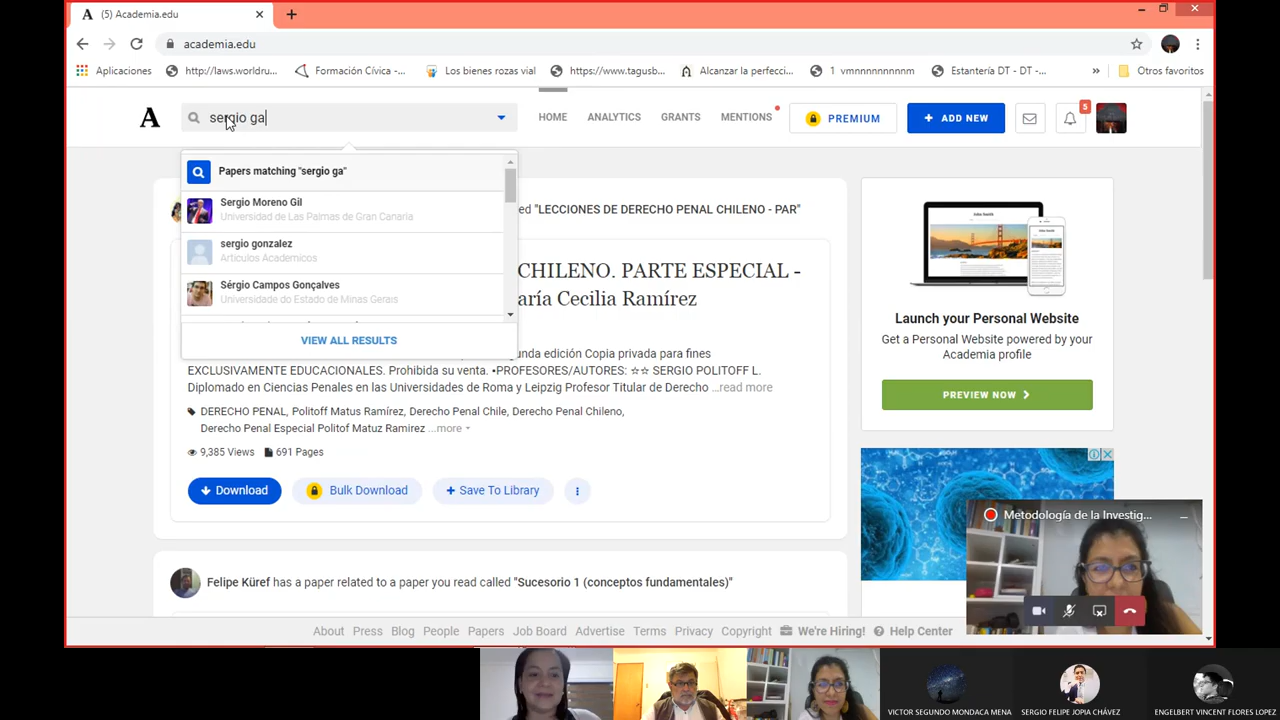 A (5) Academia.edu
academia.edu
Aplicaciones http://laws.worldru... Formación Cívica -... Los bienes rozas vial https://www.tagusb... Alcanzar la perfecci... 1 vmnnnnnnnnm Estantería DT - DT -... » Otros favoritos
A sergio ga HOME ANALYTICS GRANTS MENTIONS PREMIUM + ADD NEW 5
Papers matching "sergio ga"
Sergio Moreno Gil
Universidad de Las Palmas de Gran Canaria
sergio gonzalez
Artículos Academicos
Sérgio Campos Gonçalves
Universidade do Estado de Minas Gerais
VIEW ALL RESULTS
ed "LECCIONES DE DERECHO PENAL CHILENO - PAR"
CHILENO. PARTE ESPECIAL -
aría Cecilia Ramírez
gunda edición Copia privada para fines
EXCLUSIVAMENTE EDUCACIONALES. Prohibida su venta. •PROFESORES/AUTORES: ☆☆ SERGIO POLITOFF L.
Diplomado en Ciencias Penales en las Universidades de Roma y Leipzig Profesor Titular de Derecho ...read more
DERECHO PENAL, Politoff Matus Ramírez, Derecho Penal Chile, Derecho Penal Chileno,
Derecho Penal Especial Politof Matuz Ramirez ...more
9,385 Views 691 Pages
Download Bulk Download + Save To Library
Felipe Küref has a paper related to a paper you read called "Sucesorio 1 (conceptos fundamentales)"
Launch your Personal Website
Get a Personal Website powered by your
Academia profile
PREVIEW NOW
Metodología de la Investig...
About Press Blog People Papers Job Board Advertise Terms Privacy Copyright We're Hiring! Help Center
VICTOR SEGUNDO MONDACA MENA SERGIO FELIPE JOPIA CHÁVEZ ENGELBERT VINCENT FLORES LOPEZ